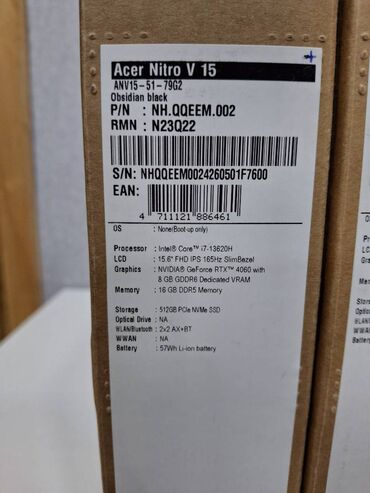 Acer Nitro V 15
ANV15-51-79G2
Obsidian black
P/N : NH.QQEEM.002
RMN : N23Q22
S/N: NHQQEEM0024260501F7600
EAN:
4 711121 886461
OS : None(Boot-up only)
Processor : Intel® Core™ i7-13620H
LCD : 15.6" FHD IPS 165Hz SlimBezel
Graphics : NVIDIA® GeForce RTX™ 4060 with
8 GB GDDR6 Dedicated VRAM
Memory : 16 GB DDR5 Memory
Storage : 512GB PCIe NVMe SSD
Optical Drive : NA
WLAN/Bluetooth : 2x2 AX+BT
WWAN : NA
Battery : 57Wh Li-ion battery